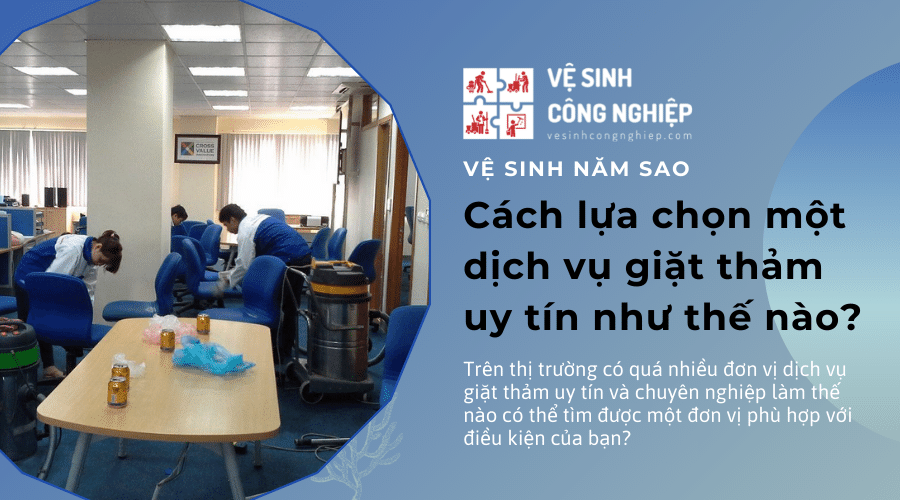 VỆ SINH
CÔNG NGHIỆP
vesinhcongnghiep.com
VỆ SINH NĂM SAO
Cách lựa chọn một
dịch vụ giặt thảm
uy tín như thế nào?
Trên thị trường có quá nhiều đơn vị dịch vụ
giặt thảm uy tín và chuyên nghiệp làm thế
nào có thể tìm được một đơn vị phù hợp với
điều kiện của bạn?
CROSS
VALUE